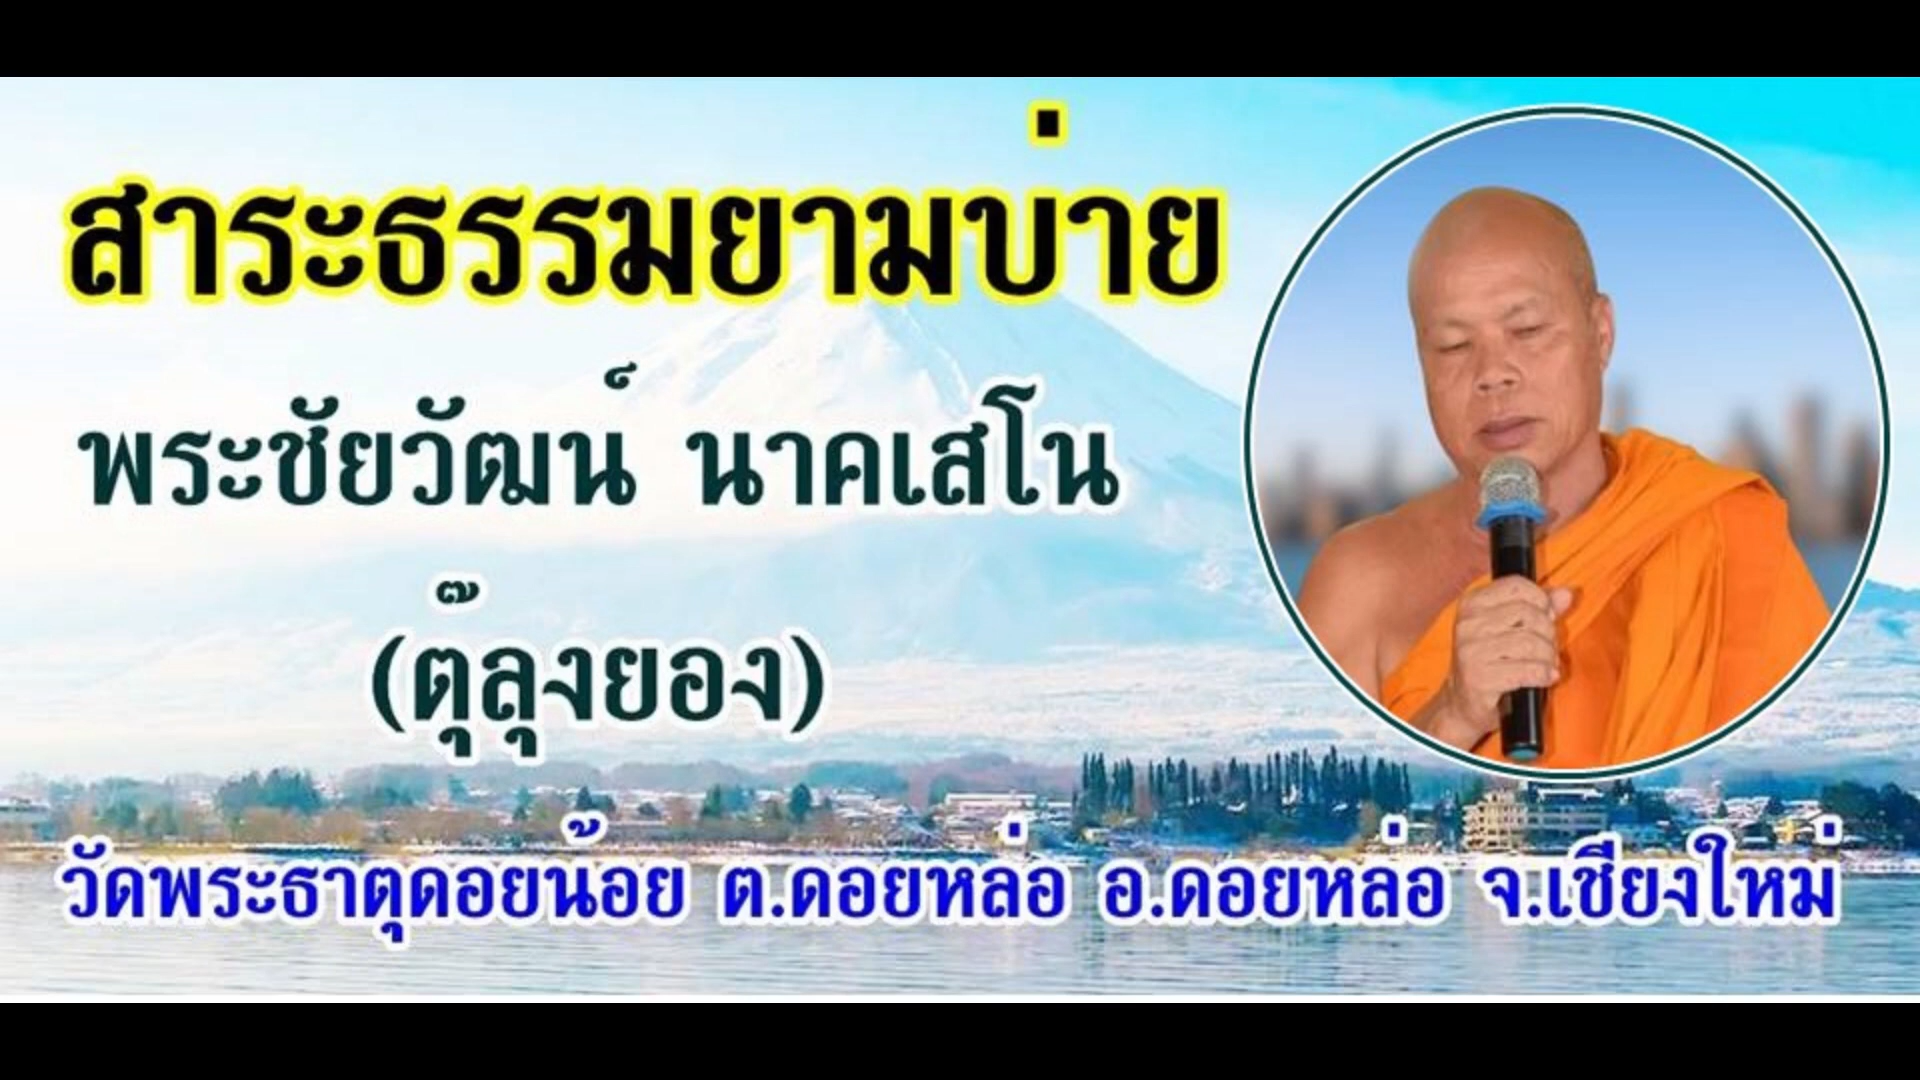 สาระธรรมยามบ่าย
พระชัยวัฒน์ นาคเสโน
(ตุ๊ลุงยอง)
วัดพระธาตุดอยน้อย ต.ดอยหล่อ อ.ดอยหล่อ จ.เชียงใหม่